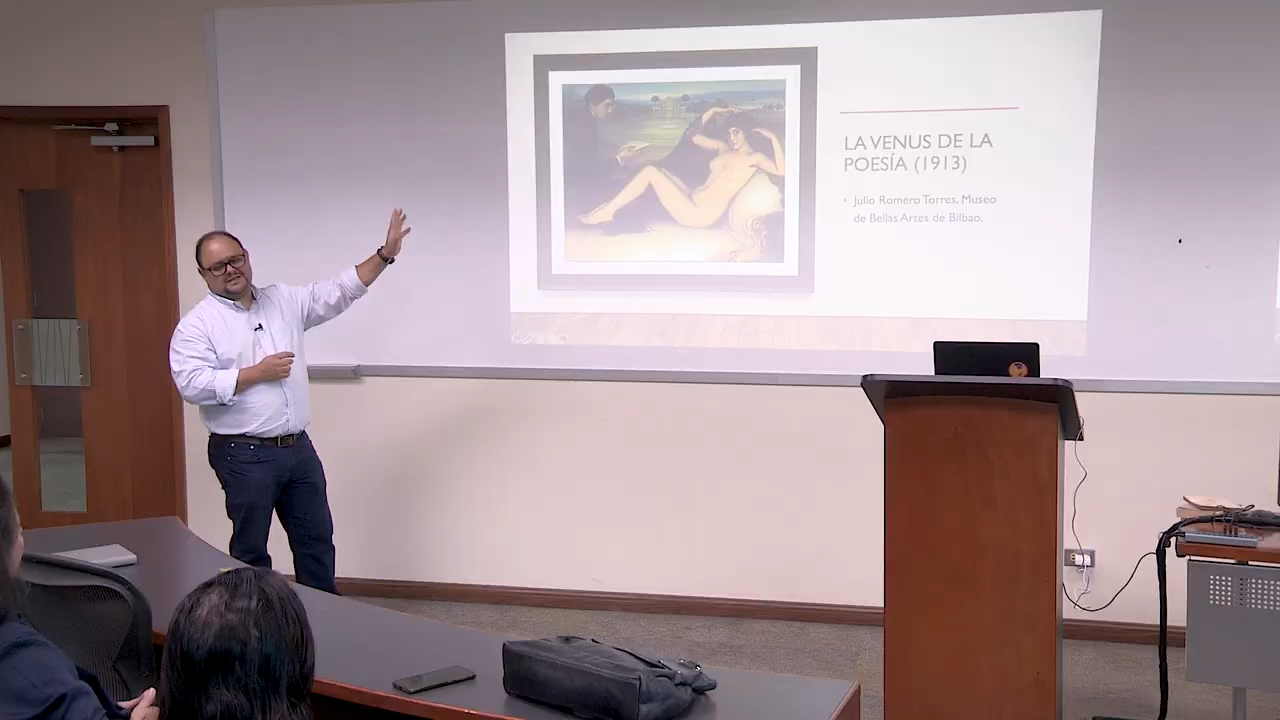 LA VENUS DE LA
POESÍA (1913)
• Julio Romero Torres. Museo
de Bellas Artes de Bilbao.